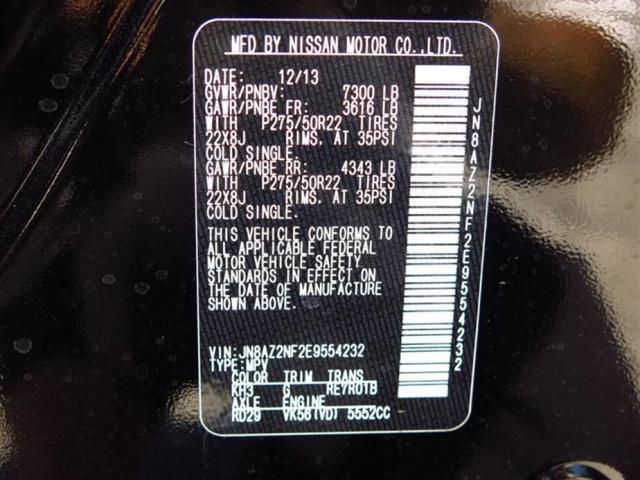 MFD BY NISSAN MOTOR CO.,LTD.
DATE: 12/13
GVWR/PNBV: 7300 LB
GAWR/PNBE FR: 3616 LB
WITH P275/50R22 TIRES
22X8J RIMS. AT 35PSI
COLD SINGLE.
GAWR/PNBE RR: 4343 LB
WITH P275/50R22 TIRES
22X8J RIMS. AT 35PSI
COLD SINGLE.
THIS VEHICLE CONFORMS TO
ALL APPLICABLE FEDERAL
MOTOR VEHICLE SAFETY
STANDARDS IN EFFECT ON
THE DATE OF MANUFACTURE
SHOWN ABOVE.
VIN:JN8AZ2NF2E9554232
TYPE:MPV
COLOR TRIM TRANS
KH3 G RE7R01B
AXLE ENGINE
RD29 VK56(VD) 5552CC
JN8AZ2NF2E9554232